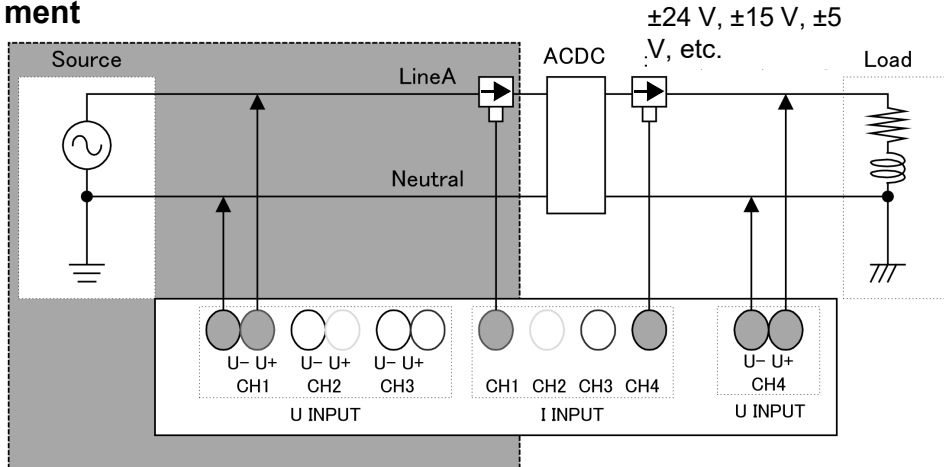 ment
±24 V, ±15 V, ±5
V, etc.
:
Source
ACDC
Load
LineA
Neutral
U- U+ U- U+ U- U+
CH1 CH2 CH3
U INPUT
CH1 CH2 CH3 CH4
I INPUT
U- U+
CH4
U INPUT